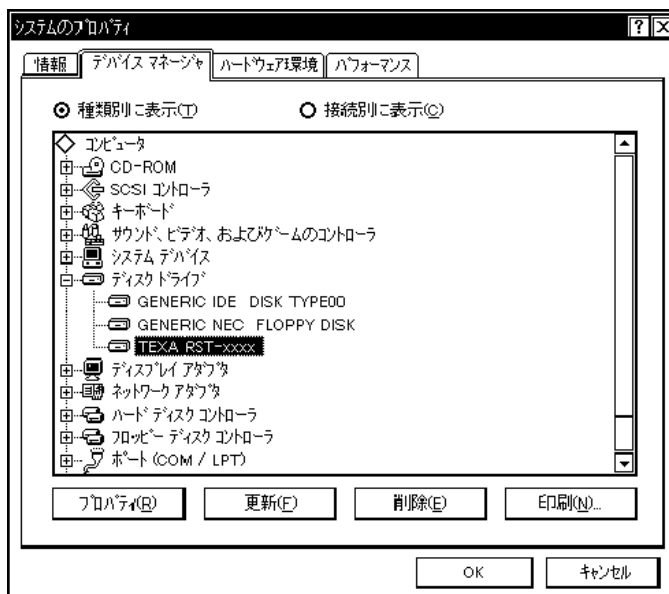 システムのプロパティ
情報 デバイス マネージャ ハードウェア環境 パフォーマンス
種類別に表示(T) 接続別に表示(C)
コンピュータ
CD-ROM
SCSI コントローラ
キーボード
サウンド、ビデオ、およびゲームのコントローラ
システム デバイス
ディスク ドライブ
GENERIC IDE DISK TYPE00
GENERIC NEC FLOPPY DISK
TEXA RST-xxxx
ディスプレイ アダプタ
ネットワーク アダプタ
ハード ディスク コントローラ
フロッピー ディスク コントローラ
ポート (COM / LPT)
プロパティ(R) 更新(F) 削除(E) 印刷(N)...
OK キャンセル